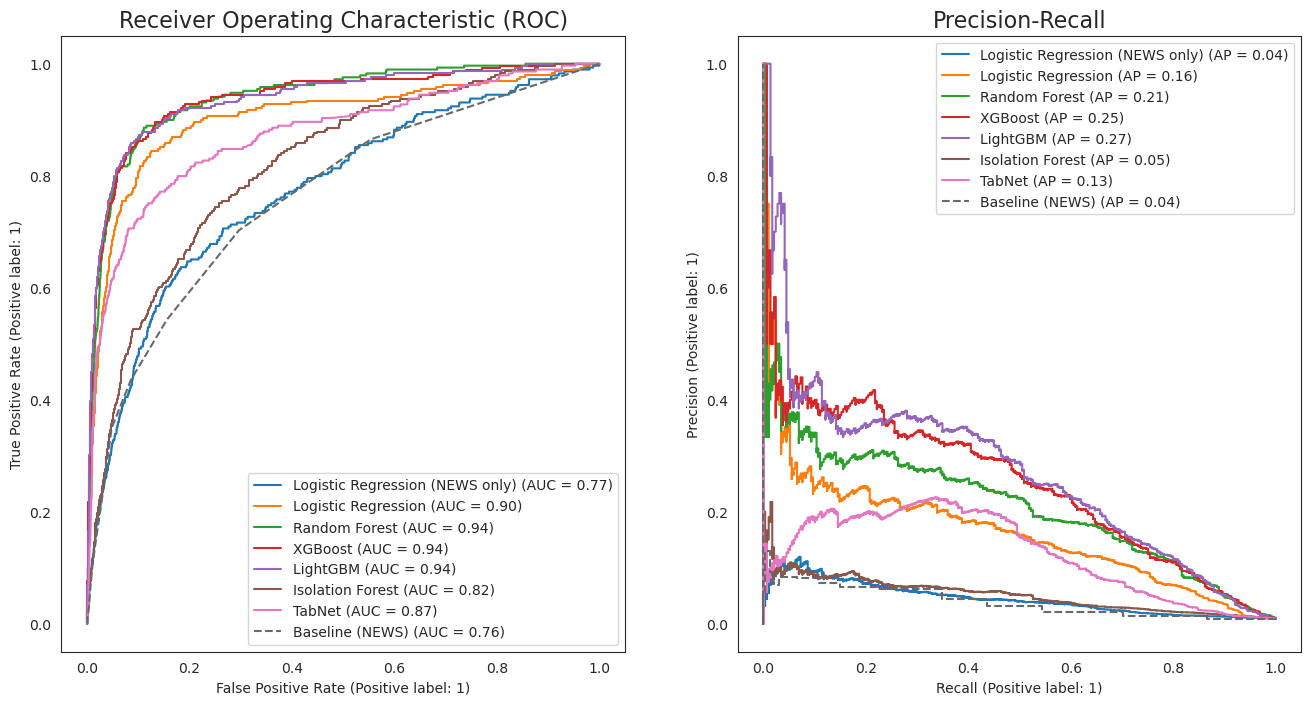 Receiver Operating Characteristic (ROC)
1.0
0.8
0.6
0.4
0.2
0.0
True Positive Rate (Positive label: 1)
Logistic Regression (NEWS only) (AUC = 0.77)
Logistic Regression (AUC = 0.90)
Random Forest (AUC = 0.94)
XGBoost (AUC = 0.94)
LightGBM (AUC = 0.94)
Isolation Forest (AUC = 0.82)
TabNet (AUC = 0.87)
Baseline (NEWS) (AUC = 0.76)
0.0 0.2 0.4 0.6 0.8 1.0
False Positive Rate (Positive label: 1)
Precision-Recall
Logistic Regression (NEWS only) (AP = 0.04)
Logistic Regression (AP = 0.16)
Random Forest (AP = 0.21)
XGBoost (AP = 0.25)
LightGBM (AP = 0.27)
Isolation Forest (AP = 0.05)
TabNet (AP = 0.13)
Baseline (NEWS) (AP = 0.04)
1.0
0.8
0.6
0.4
0.2
0.0
Precision (Positive label: 1)
0.0 0.2 0.4 0.6 0.8 1.0
Recall (Positive label: 1)